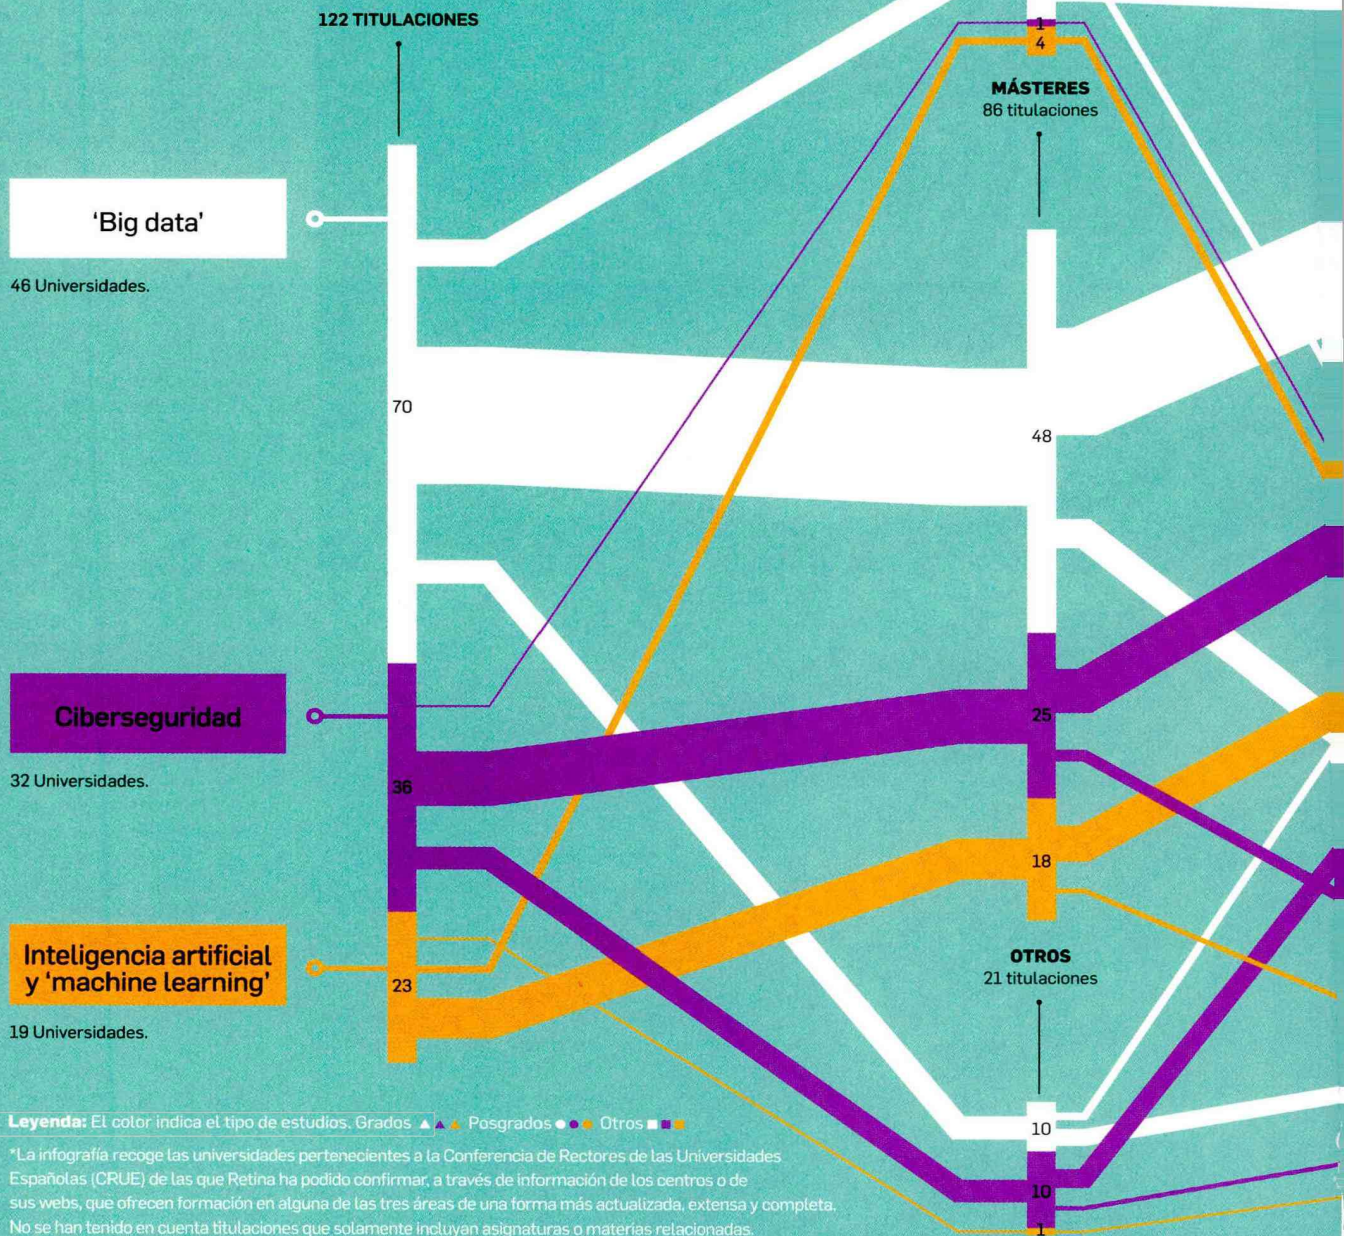 122 TITULACIONES
1
4
MÁSTERES
86 titulaciones
'Big data'
46 Universidades.
70
48
Ciberseguridad
32 Universidades.
36
25
18
Inteligencia artificial
y 'machine learning'
19 Universidades.
23
OTROS
21 titulaciones
10
10
1
Leyenda: El color indica el tipo de estudios. Grados Posgrados Otros
*La infografía recoge las universidades pertenecientes a la Conferencia de Rectores de las Universidades
Españolas (CRUE) de las que Retina ha podido confirmar, a través de información de los centros o de
sus webs, que ofrecen formación en alguna de las tres áreas de una forma más actualizada, extensa y completa.
No se han tenido en cuenta titulaciones que solamente incluyan asignaturas o materias relacionadas.